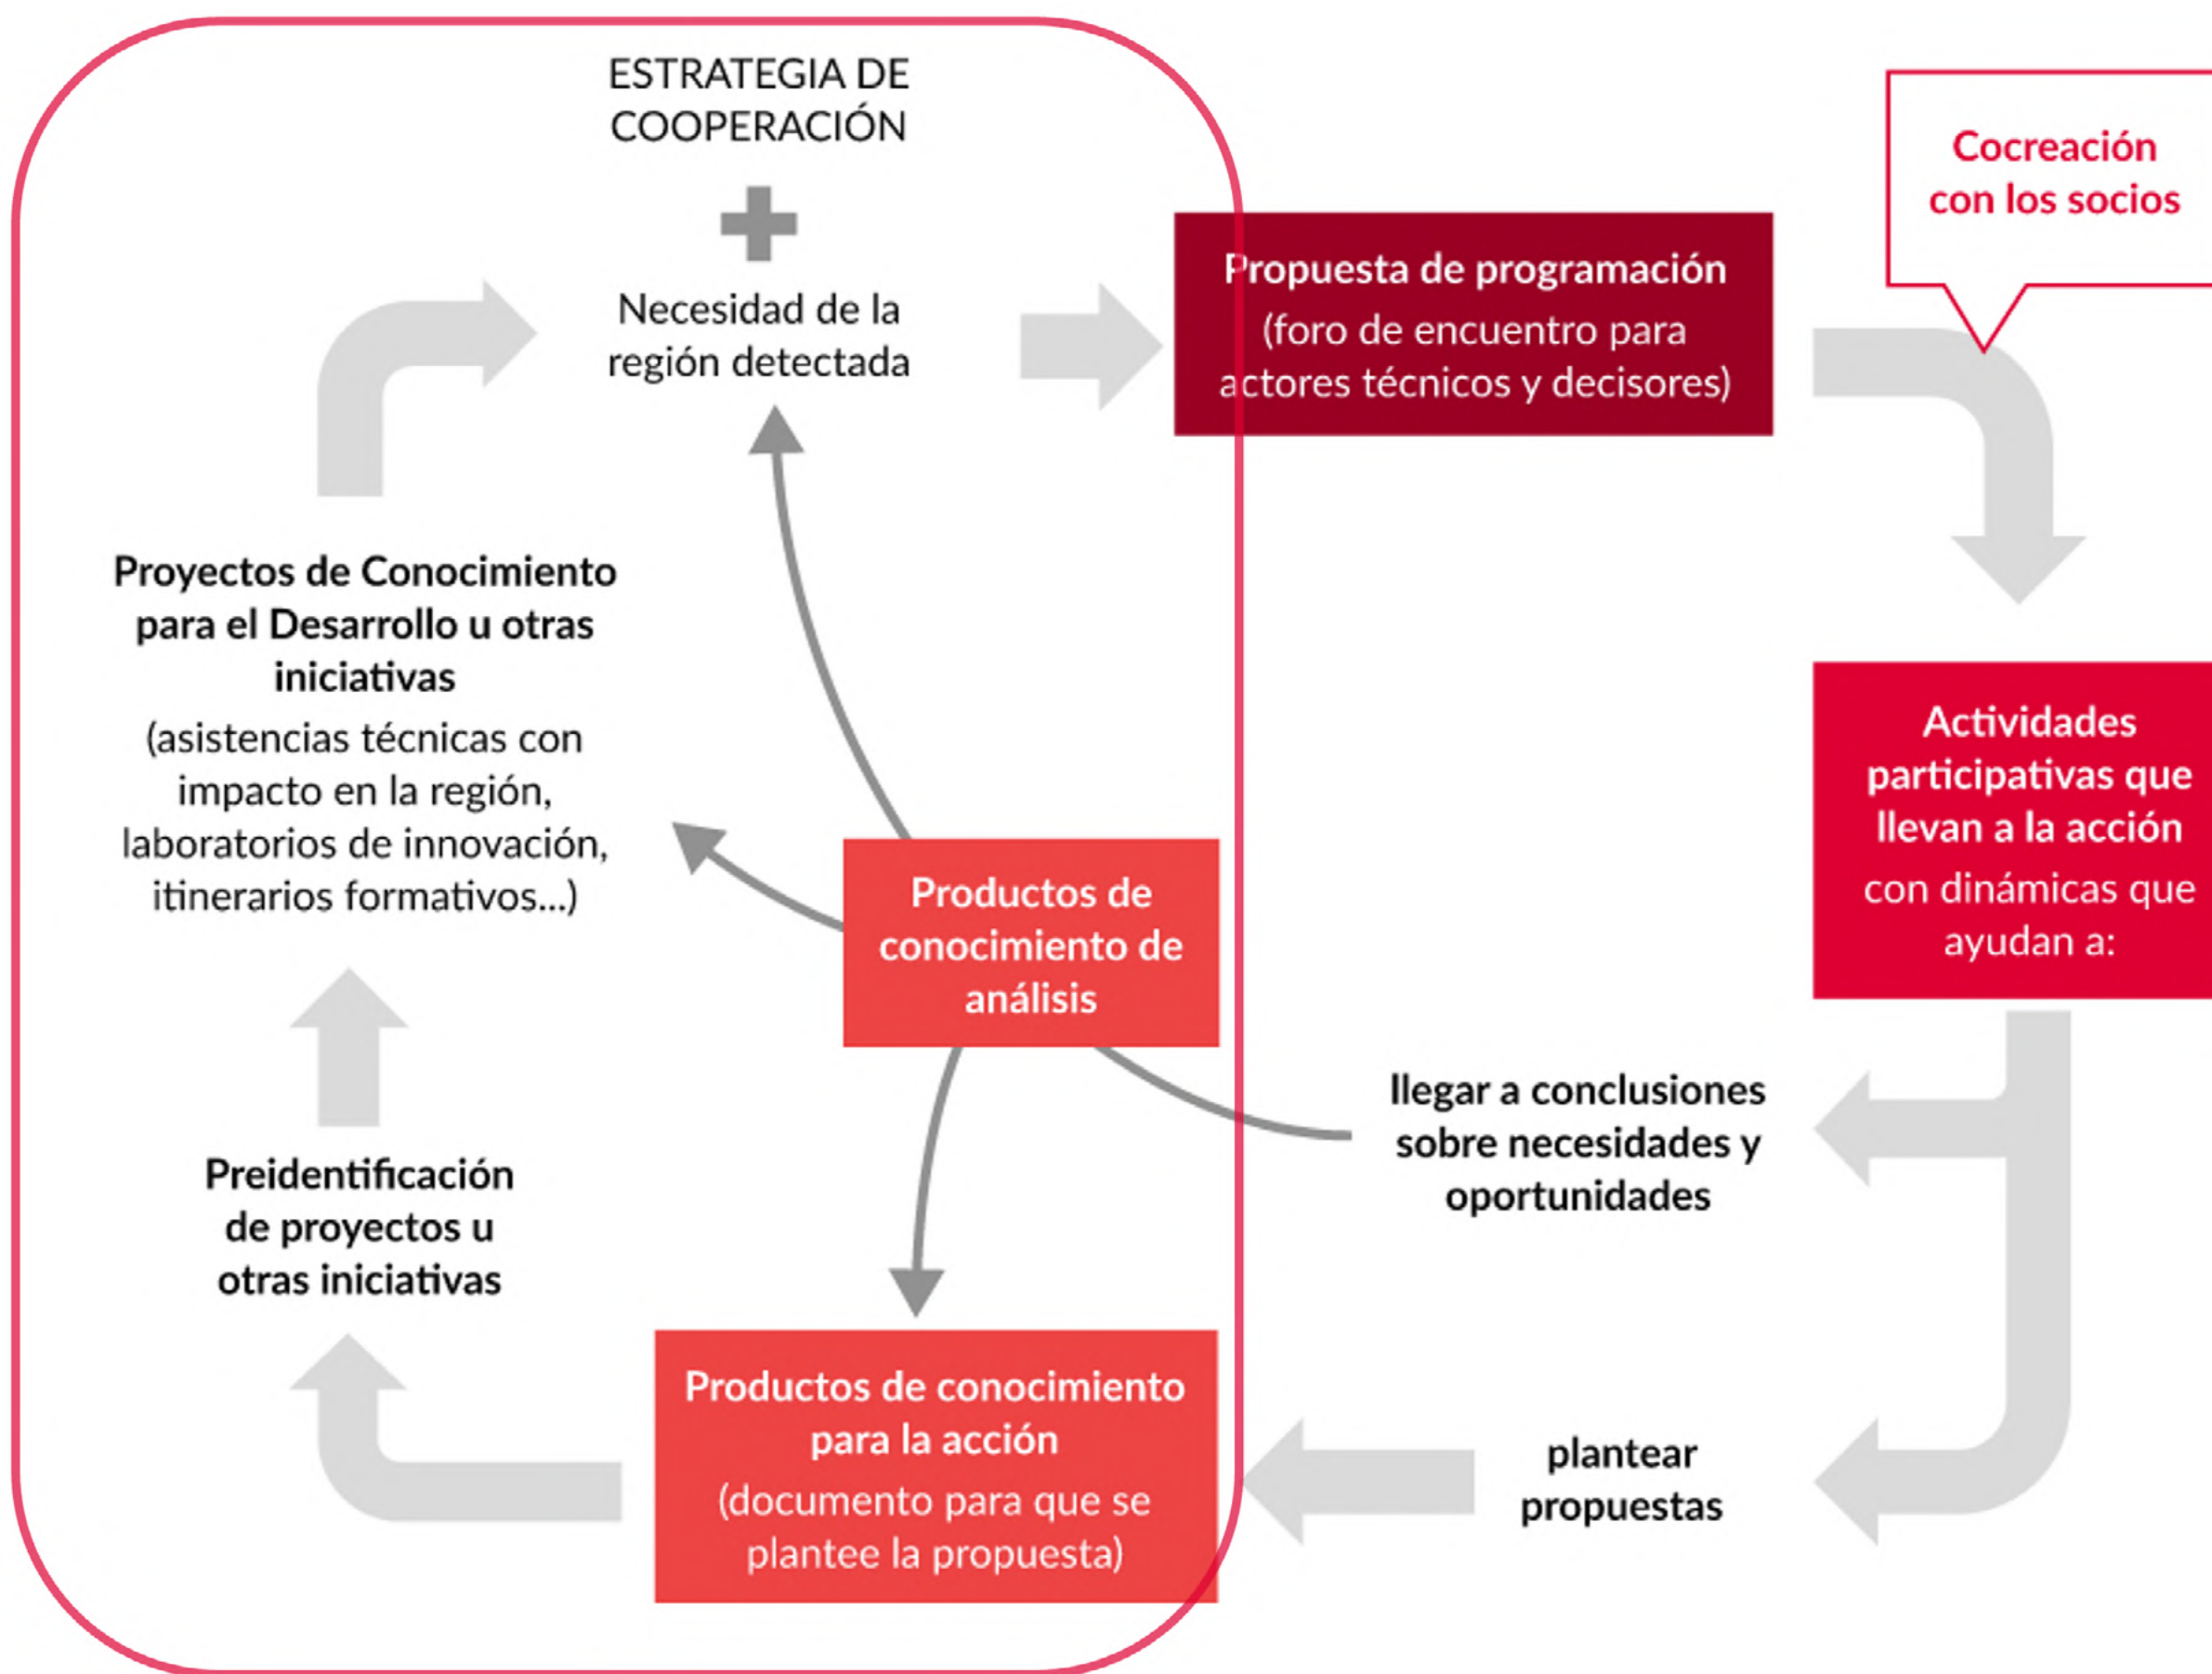 ESTRATEGIA DE
COOPERACIÓN
Necesidad de la
región detectada
Propuesta de programación
(foro de encuentro para
actores técnicos y decisores)
Cocreación
con los socios
Actividades
participativas que
llevan a la acción
con dinámicas que
ayudan a:
llegar a conclusiones
sobre necesidades y
oportunidades
plantear
propuestas
Productos de
conocimiento de
análisis
Productos de conocimiento
para la acción
(documento para que se
plantee la propuesta)
Preidentificación
de proyectos u
otras iniciativas
Proyectos de Conocimiento
para el Desarrollo u otras
iniciativas
(asistencias técnicas con
impacto en la región,
laboratorios de innovación,
itinerarios formativos...)